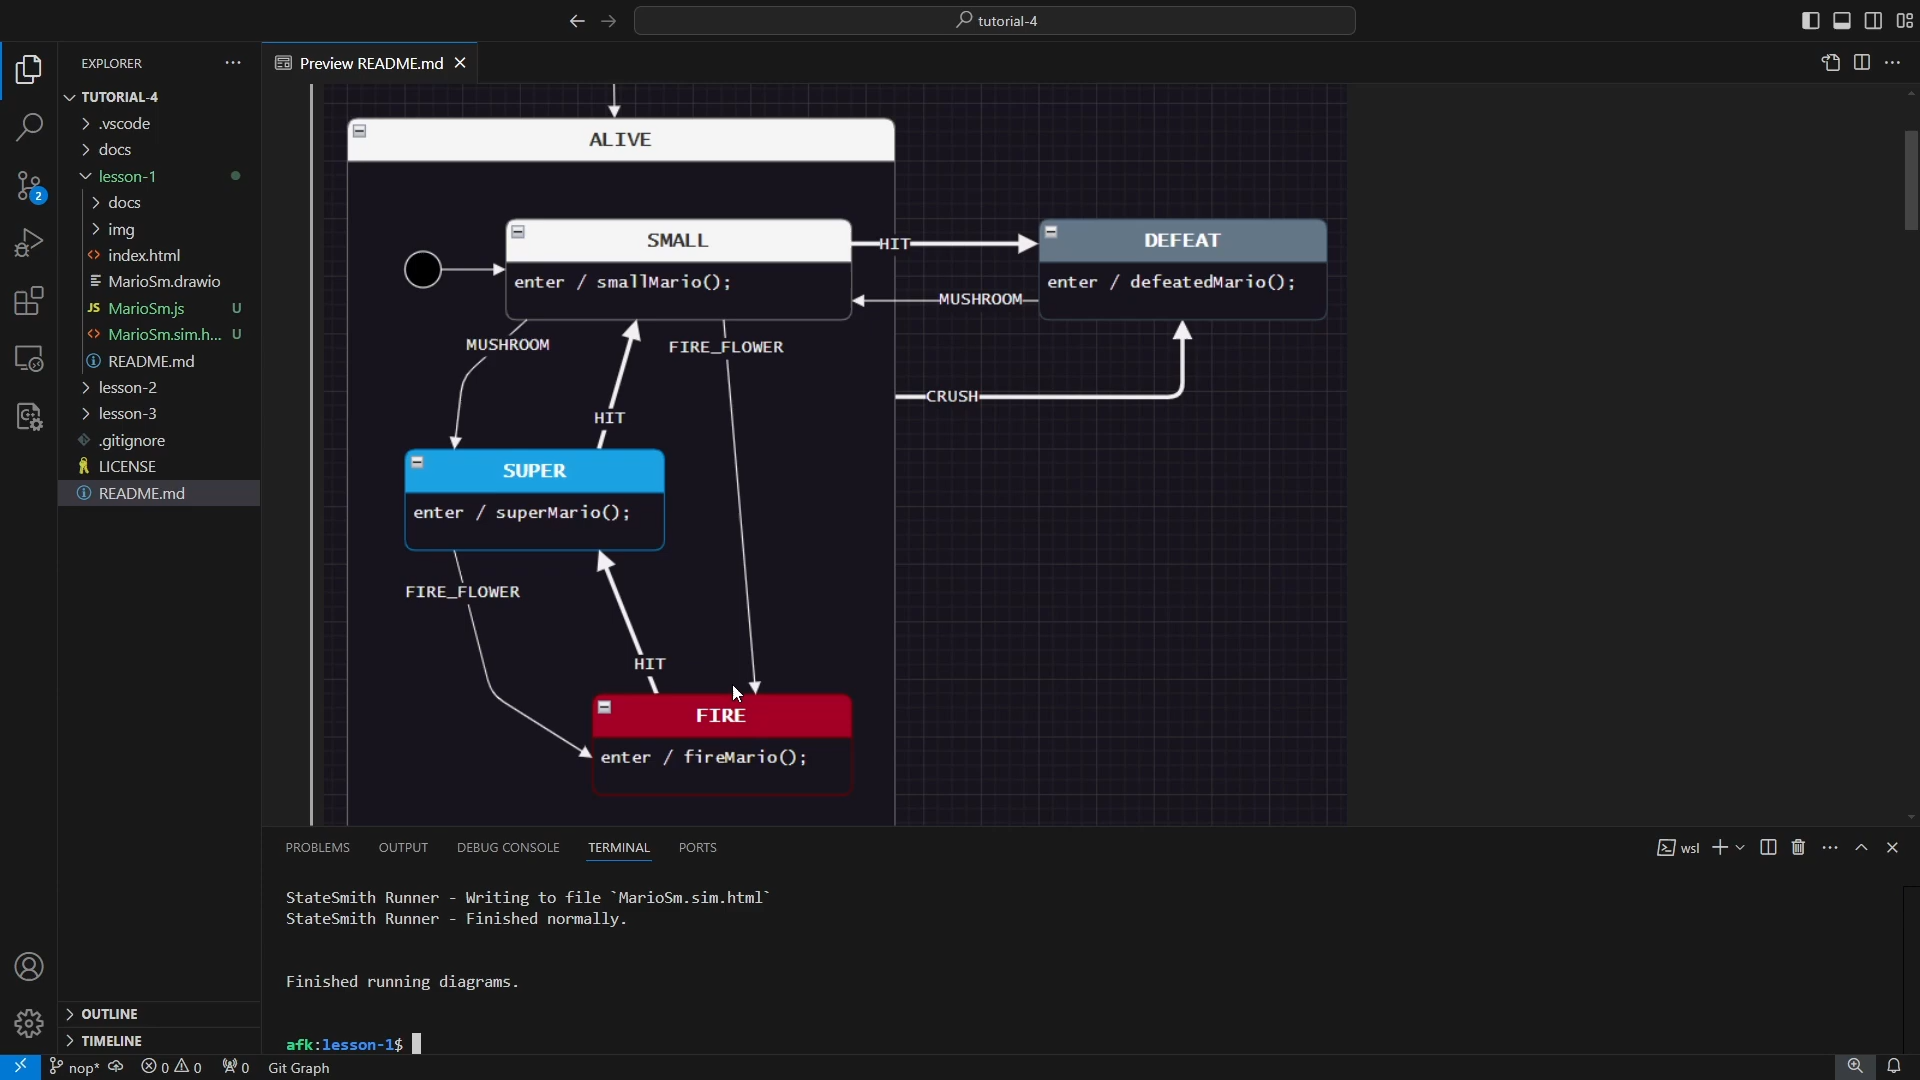 tutorial-4
EXPLORER
Preview README.md
TUTORIAL-4
.vscode
docs
lesson-1
docs
img
index.html
MarioSm.drawio
JS MarioSm.js U
MarioSm.sim.h... U
README.md
lesson-2
lesson-3
.gitignore
LICENSE
README.md
OUTLINE
TIMELINE
2
ALIVE
SMALL
enter / smallMario();
HIT
DEFEAT
enter / defeatedMario();
MUSHROOM
MUSHROOM
FIRE_FLOWER
CRUSH
HIT
SUPER
enter / superMario();
FIRE_FLOWER
HIT
FIRE
enter / fireMario();
PROBLEMS OUTPUT DEBUG CONSOLE TERMINAL PORTS
wsl
StateSmith Runner - Writing to file `MarioSm.sim.html`
StateSmith Runner - Finished normally.
Finished running diagrams.
afk:lesson-1$
nop* 0 0 0 Git Graph